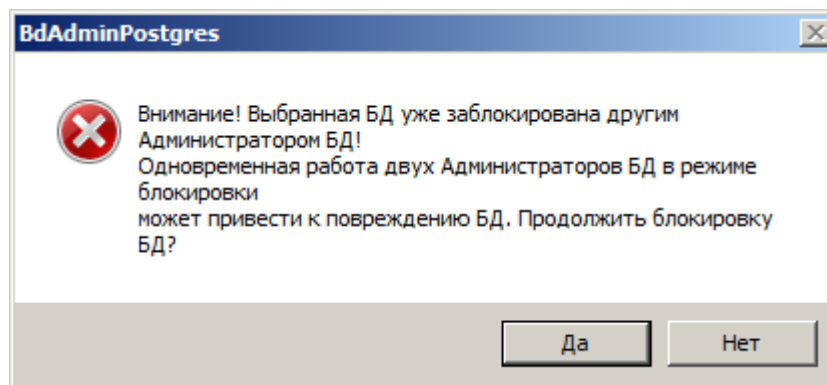 BdAdminPostgres
Внимание! Выбранная БД уже заблокирована другим
Администратором БД!
Одновременная работа двух Администраторов БД в режиме
блокировки
может привести к повреждению БД. Продолжить блокировку
БД?
Да
Нет